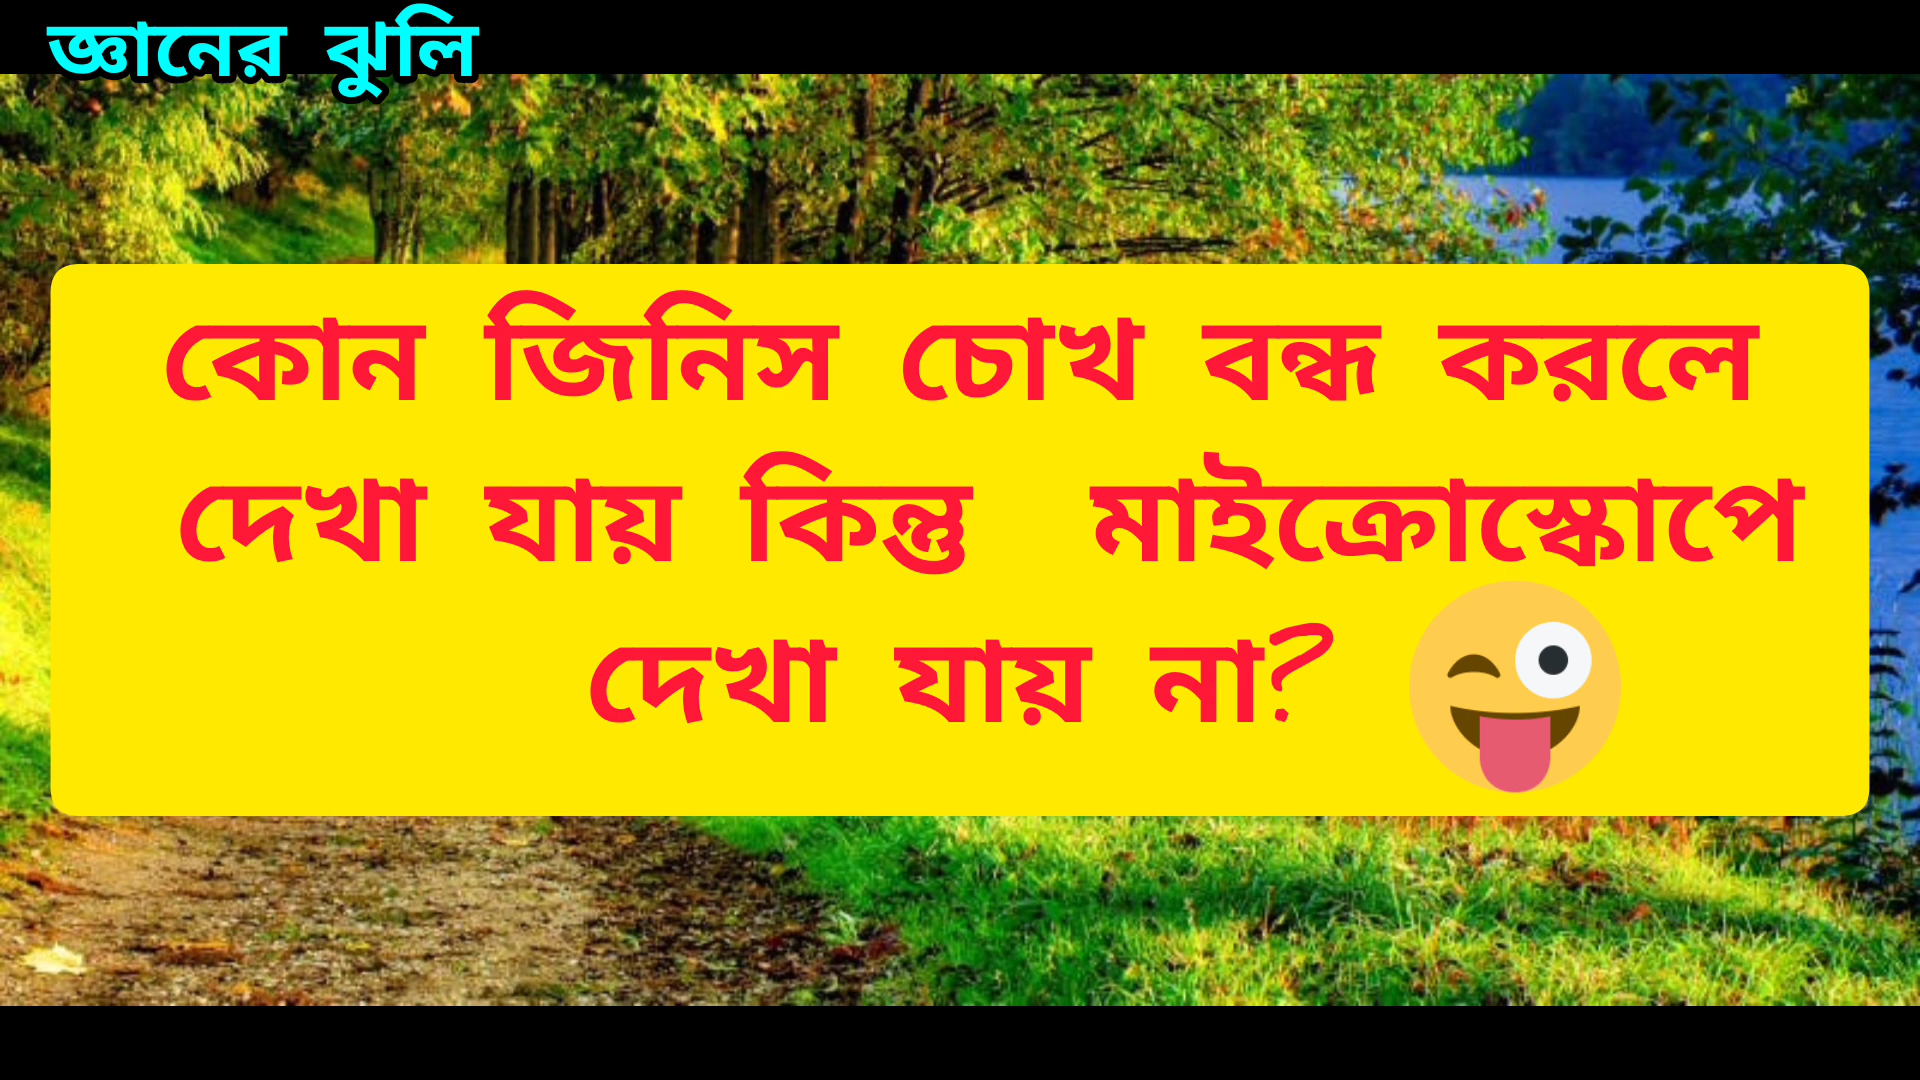 জ্ঞানের ঝুলি
কোন জিনিস চোখ বন্ধ করলে
দেখা যায় কিন্তু মাইক্রোস্কোপে
দেখা যায় না?